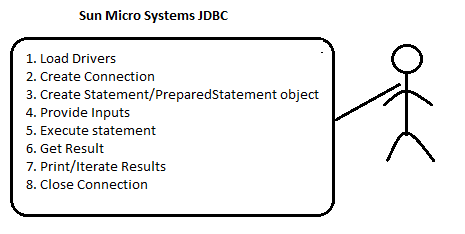 Sun Micro Systems JDBC
1. Load Drivers
2. Create Connection
3. Create Statement/PreparedStatement object
4. Provide Inputs
5. Execute statement
6. Get Result
7. Print/Iterate Results
8. Close Connection